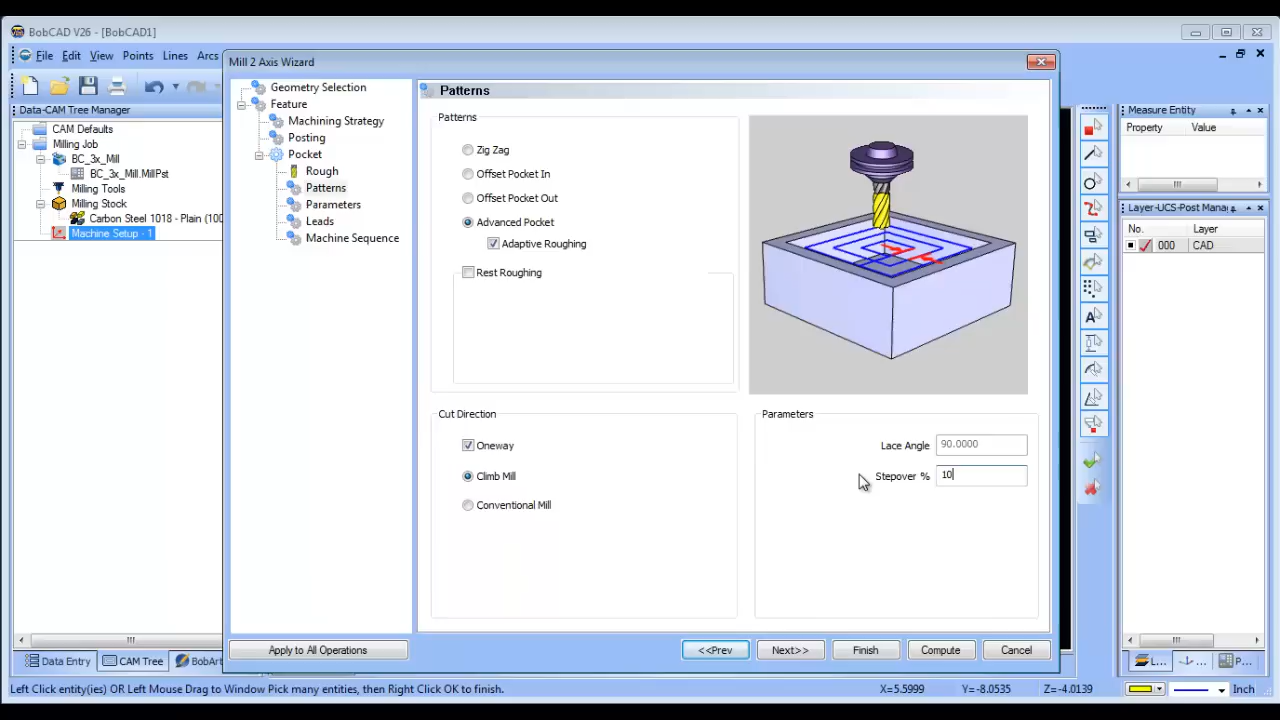 BobCAD V26 - [BobCAD1]
File Edit View Points Lines Arcs
Mill 2 Axis Wizard
Data-CAM Tree Manager
CAM Defaults
Milling Job
BC_3x_Mill
BC_3x_Mill.MillPst
Milling Tools
Milling Stock
Carbon Steel 1018 - Plain (100
Machine Setup - 1
Geometry Selection
Feature
Machining Strategy
Posting
Pocket
Rough
Patterns
Parameters
Leads
Machine Sequence
Patterns
Patterns
Zig Zag
Offset Pocket In
Offset Pocket Out
Advanced Pocket
Adaptive Roughing
Rest Roughing
Cut Direction
Oneway
Climb Mill
Conventional Mill
Parameters
Lace Angle 90.0000
Stepover % 10
Apply to All Operations
<<Prev Next>> Finish Compute Cancel
Measure Entity
Property Value
Layer-UCS-Post Mana
No. Layer
000 CAD
Data Entry CAM Tree BobArt
L... ... P...
Left Click entity(ies) OR Left Mouse Drag to Window Pick many entities, then Right Click OK to finish. X=5.5999 Y=-8.0535 Z=-4.0139 Inch